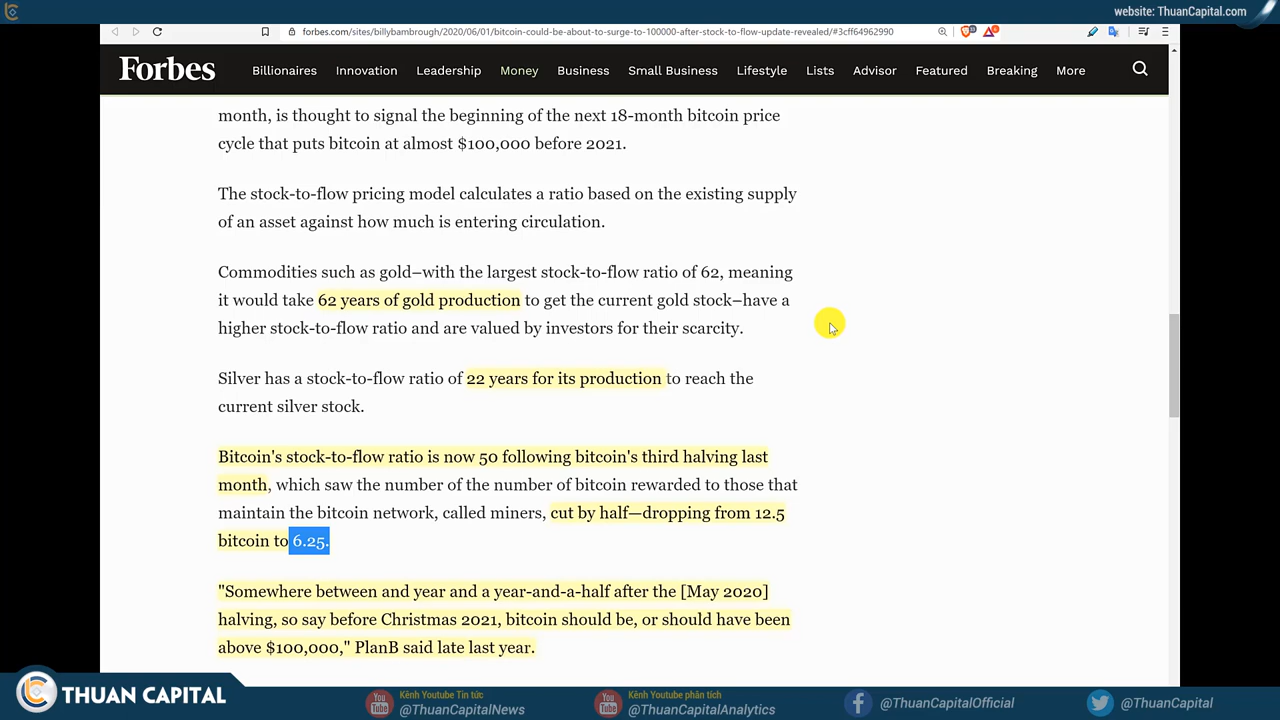 website: ThuanCapital.com
forbes.com/sites/billybambrough/2020/06/01/bitcoin-could-be-about-to-surge-to-100000-after-stock-to-flow-update-revealed/#3cff64962990
Forbes
Billionaires Innovation Leadership Money Business Small Business Lifestyle Lists Advisor Featured Breaking More
month, is thought to signal the beginning of the next 18-month bitcoin price
cycle that puts bitcoin at almost $100,000 before 2021.
The stock-to-flow pricing model calculates a ratio based on the existing supply
of an asset against how much is entering circulation.
Commodities such as gold–with the largest stock-to-flow ratio of 62, meaning
it would take 62 years of gold production to get the current gold stock–have a
higher stock-to-flow ratio and are valued by investors for their scarcity.
Silver has a stock-to-flow ratio of 22 years for its production to reach the
current silver stock.
Bitcoin's stock-to-flow ratio is now 50 following bitcoin's third halving last
month, which saw the number of the number of bitcoin rewarded to those that
maintain the bitcoin network, called miners, cut by half—dropping from 12.5
bitcoin to 6.25.
"Somewhere between and year and a year-and-a-half after the [May 2020]
halving, so say before Christmas 2021, bitcoin should be, or should have been
above $100,000," PlanB said late last year.
THUAN CAPITAL
Kênh Youtube Tin tức
@ThuanCapitalNews
Kênh Youtube phân tích
@ThuanCapitalAnalytics
@ThuanCapitalOfficial
@ThuanCapital